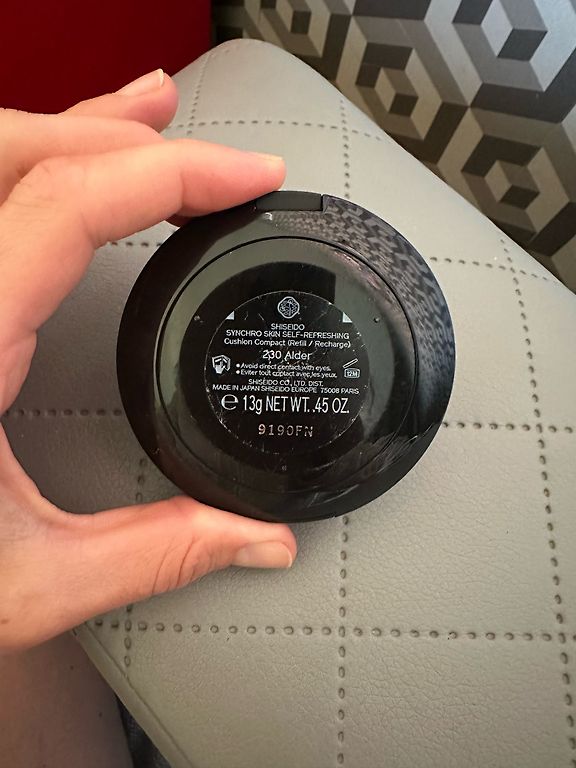 SHISEIDO
SYNCHRO SKIN SELF-REFRESHING
Cushion Compact (Refill / Recharge)
230 Alder
• Avoid direct contact with eyes.
• Eviter tout contact avec les yeux.
12M
SHISEIDO CO., LTD. DIST.
MADE IN JAPAN SHISEIDO EUROPE 75008 PARIS
℮ 13g NET WT. .45 OZ.
9190FN